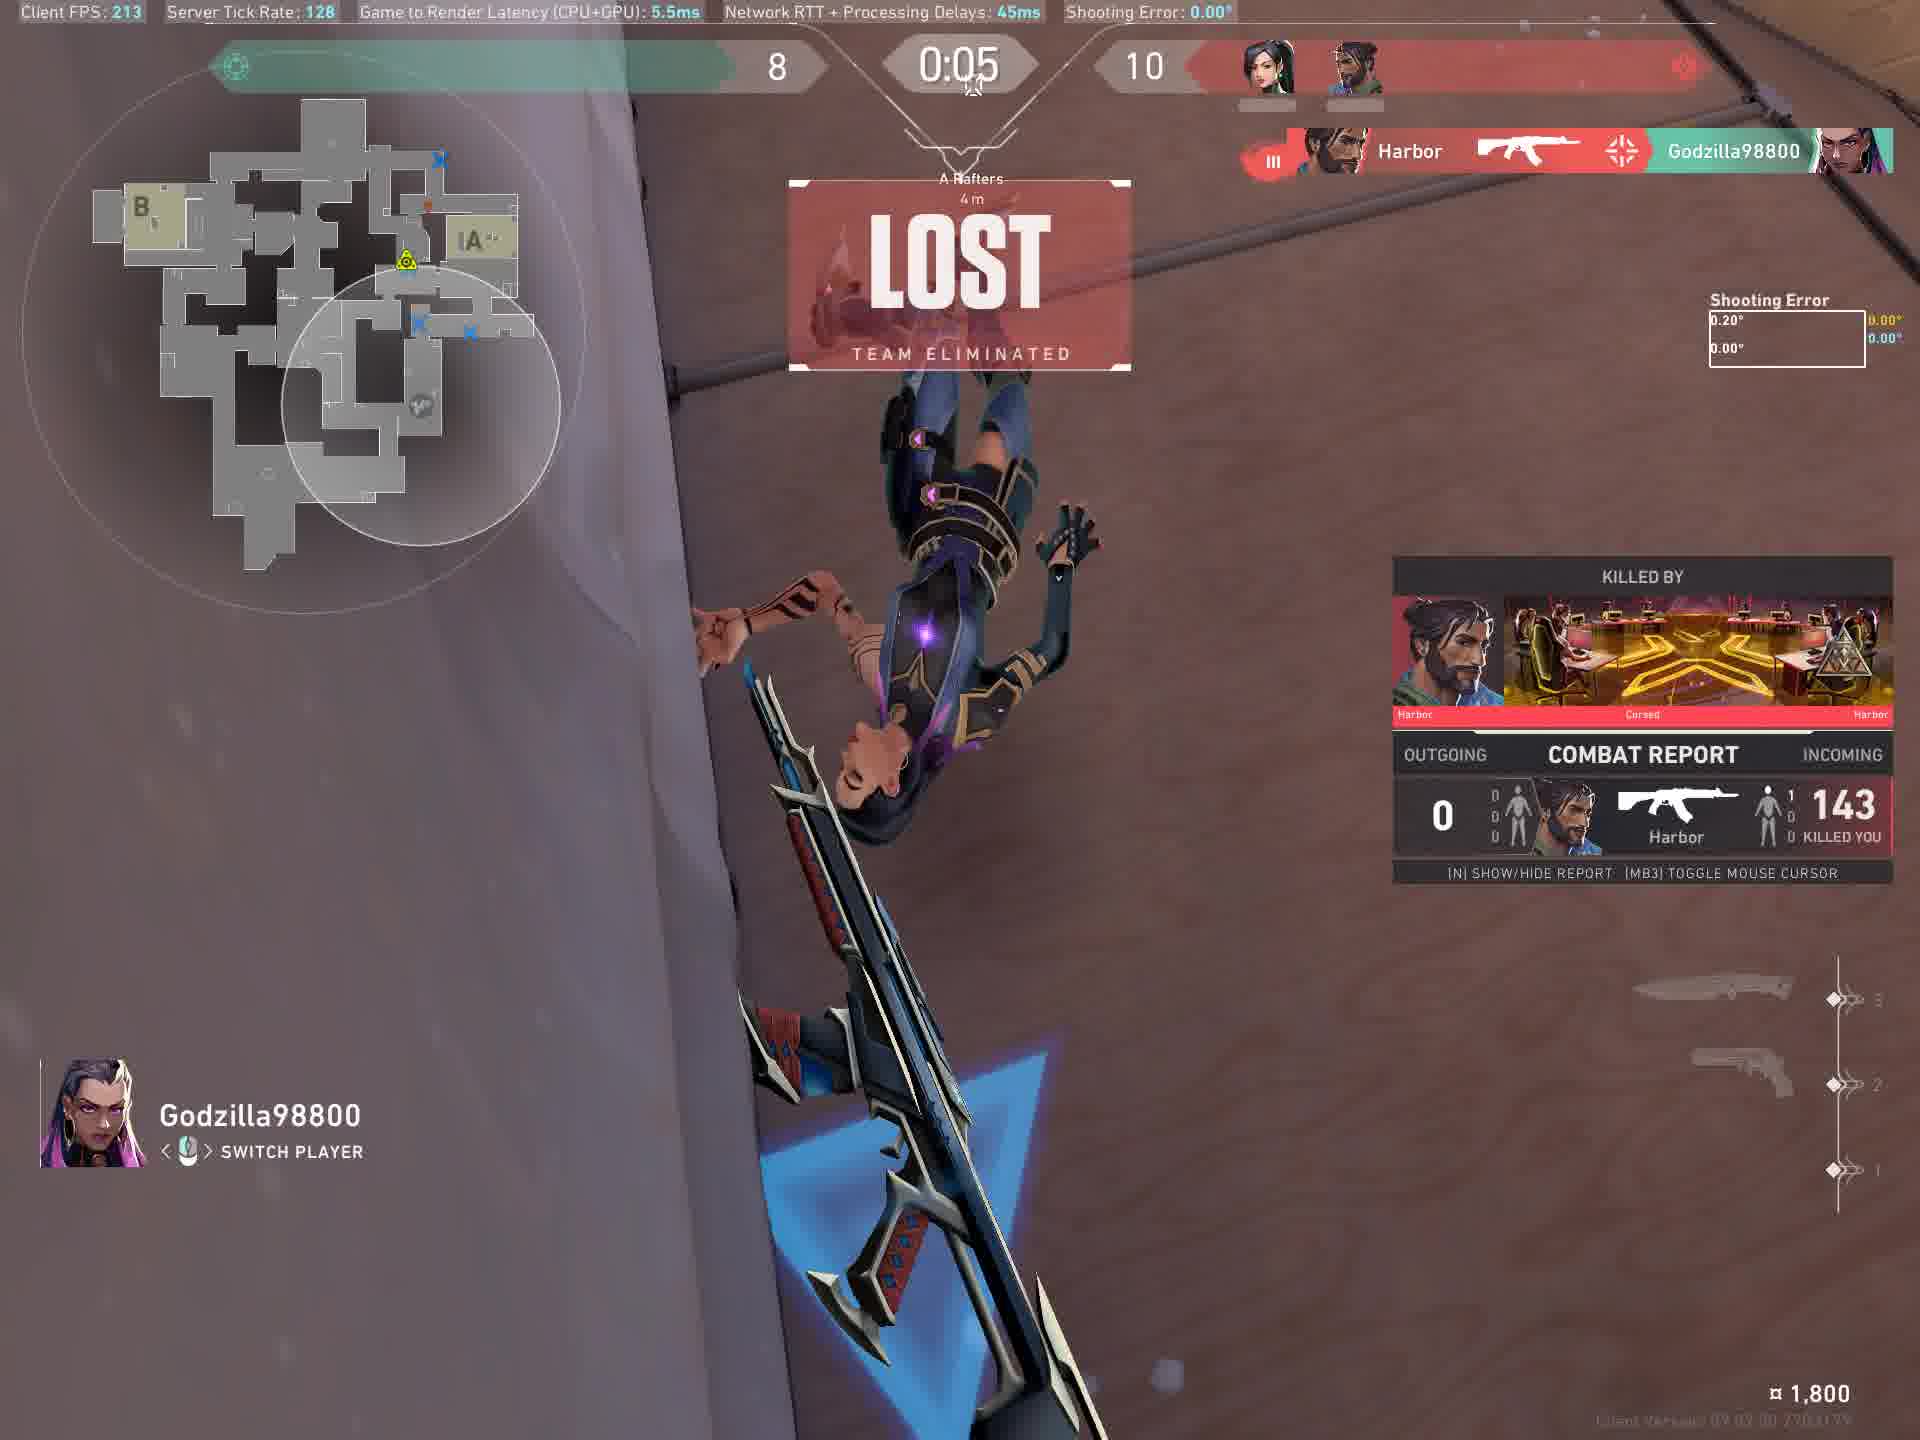 Client FPS: 213 Server Tick Rate: 128 Game to Render Latency (CPU+GPU): 5.5ms Network RTT + Processing Delays: 45ms Shooting Error: 0.00°
8 0:05 10
Harbor Godzilla98800
A Rafters
4m
LOST
TEAM ELIMINATED
B
A
Shooting Error
0.20° 0.00°
0.00°
0.00°
KILLED BY
Harbor Cursed Harbor
OUTGOING COMBAT REPORT INCOMING
0 0 0 0 Harbor 1 0 0 143 KILLED YOU
[N] SHOW/HIDE REPORT [MB3] TOGGLE MOUSE CURSOR
3
2
1
Godzilla98800
< > SWITCH PLAYER
¤ 1,800
Client Version: